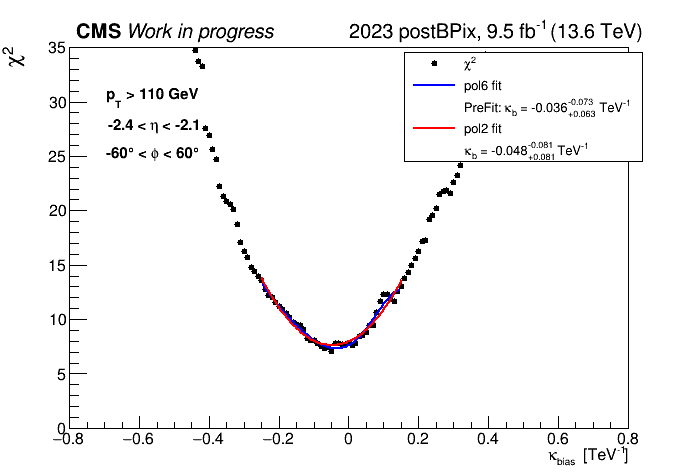 CMS Work in progress 2023 postBPix, 9.5 fb⁻¹ (13.6 TeV)
χ²
35
30
25
20
15
10
5
0
p_T > 110 GeV
-2.4 < η < -2.1
-60° < ϕ < 60°
χ²
pol6 fit
PreFit: κ_b = -0.036 -0.073 +0.063 TeV⁻¹
pol2 fit
κ_b = -0.048 -0.081 +0.081 TeV⁻¹
−0.8 −0.6 −0.4 −0.2 0 0.2 0.4 0.6 0.8
κ_bias [TeV⁻¹]